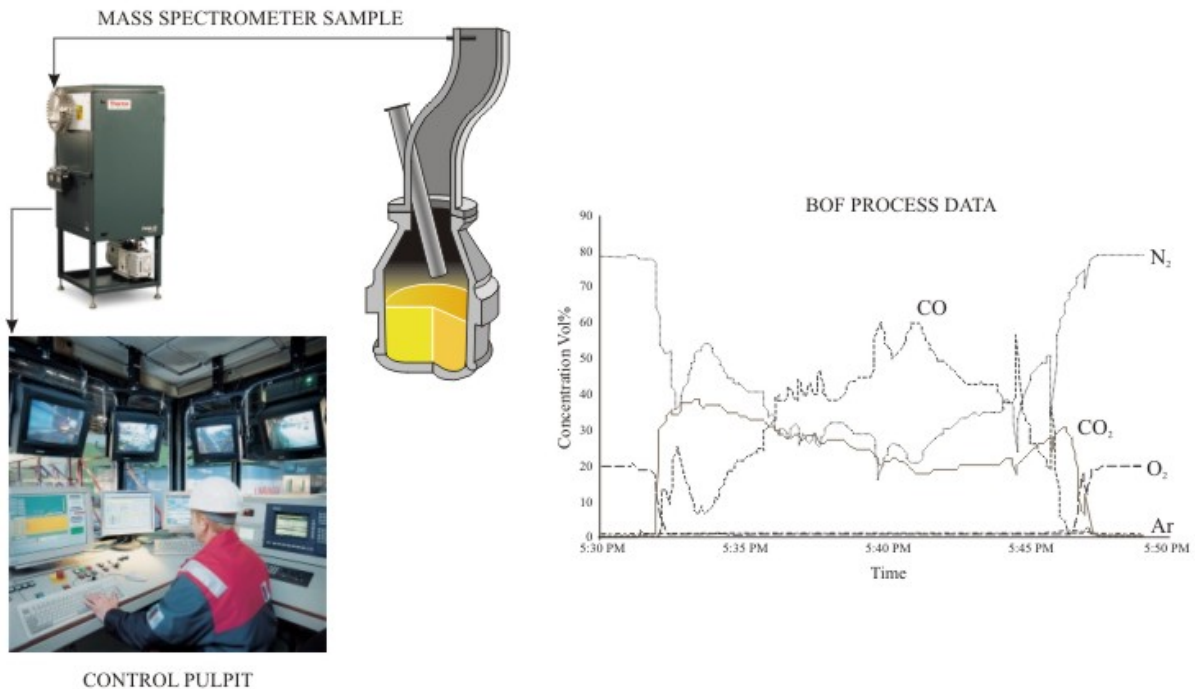 MASS SPECTROMETER SAMPLE
Thermo
CONTROL PULPIT
BOF PROCESS DATA
Concentration Vol%
90
80
70
60
50
40
30
20
10
0
N₂
CO
CO₂
O₂
Ar
5:30 PM 5:35 PM 5:40 PM 5:45 PM 5:50 PM
Time